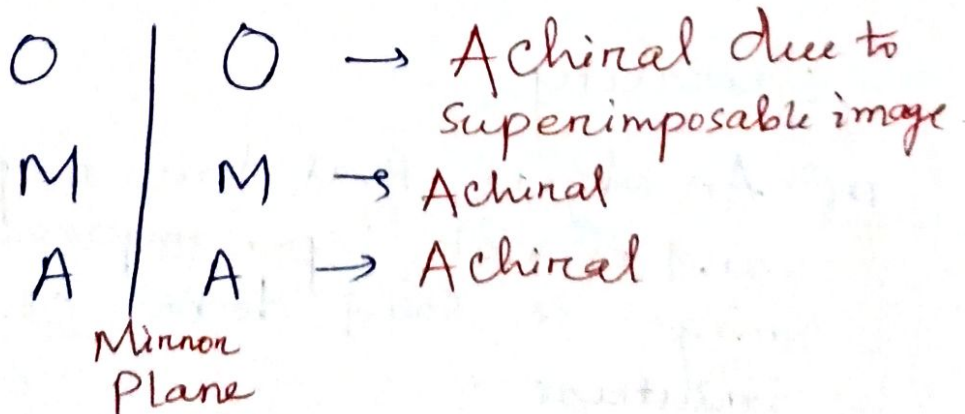 O | O → Achiral due to
superimposable image
M | M → Achiral
A | A → Achiral
Mirror
Plane